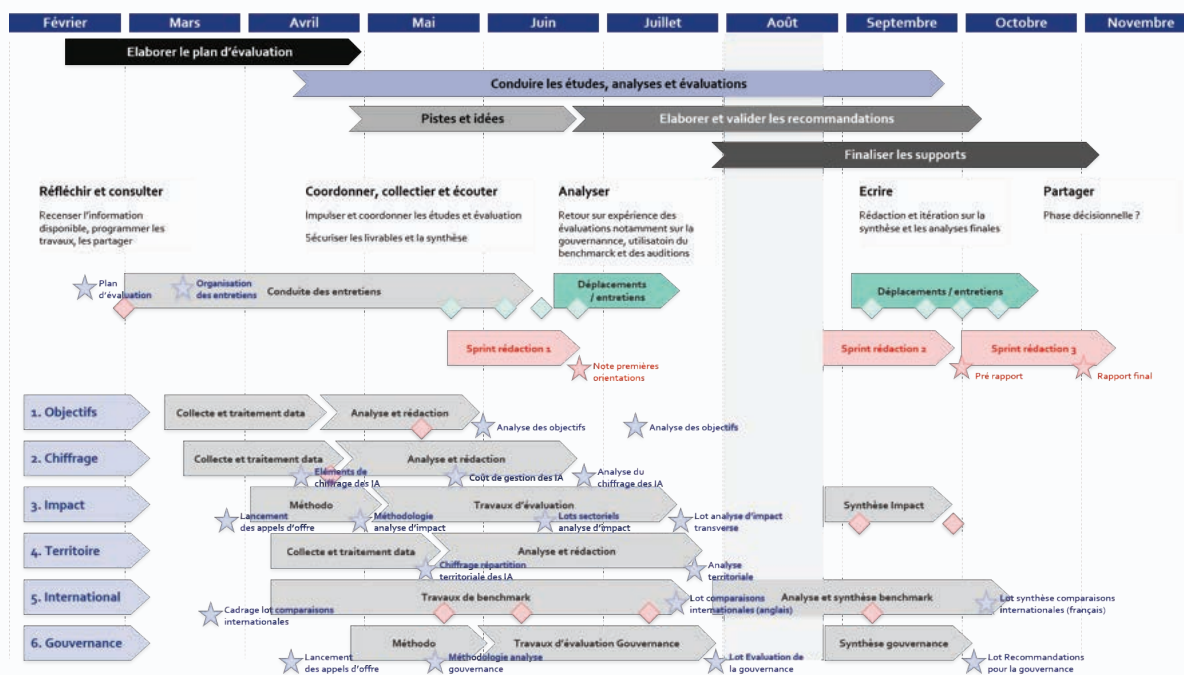 Février Mars Avril Mai Juin Juillet Août Septembre Octobre Novembre
Elaborer le plan d'évaluation
Conduire les études, analyses et évaluations
Pistes et idées
Elaborer et valider les recommandations
Finaliser les supports
Réfléchir et consulter
Recenser l'information
disponible, programmer les
travaux, les partager
Coordonner, collectier et écouter
Impulser et coordonner les études et évaluation
Sécuriser les livrables et la synthèse
Analyser
Retour sur expérience des
évaluations notamment sur la
gouvernannce, utilisatoin du
benchmarck et des auditions
Ecrire
Rédaction et itération sur la
synthèse et les analyses finales
Partager
Phase décisionnelle ?
Plan
d'évaluation
Organisation
des entretiens
Conduite des entretiens
Déplacements
/ entretiens
Déplacements / entretiens
Sprint rédaction 1
Sprint rédaction 2
Sprint rédaction 3
Note premières
orientations
Pré rapport
Rapport final
1. Objectifs
Collecte et traitement data
Analyse et rédaction
Analyse des objectifs
Analyse des objectifs
2. Chiffrage
Collecte et traitement data
Analyse et rédaction
Eléments de
chiffrage des IA
Coût de gestion des IA
Analyse du
chiffrage des IA
3. Impact
Méthodo
Travaux d'évaluation
Synthèse Impact
Lancement
des appels d'offre
Méthodologie
analyse d'impact
Lots sectoriels
analyse d'impact
Lot analyse d'impact
transverse
4. Territoire
Collecte et traitement data
Analyse et rédaction
Chiffrage répartition
territoriale des IA
Analyse
territoriale
5. International
Travaux de benchmark
Analyse et synthèse benchmark
Cadrage lot comparaisons
internationales
Lot comparaisons
internationales (anglais)
Lot synthèse comparaisons
internationales (français)
6. Gouvernance
Méthodo
Travaux d'évaluation Gouvernance
Synthèse gouvernance
Lancement
des appels d'offre
Méthodologie analyse
gouvernance
Lot Evaluation de
la gouvernance
Lot Recommandations
pour la gouvernance